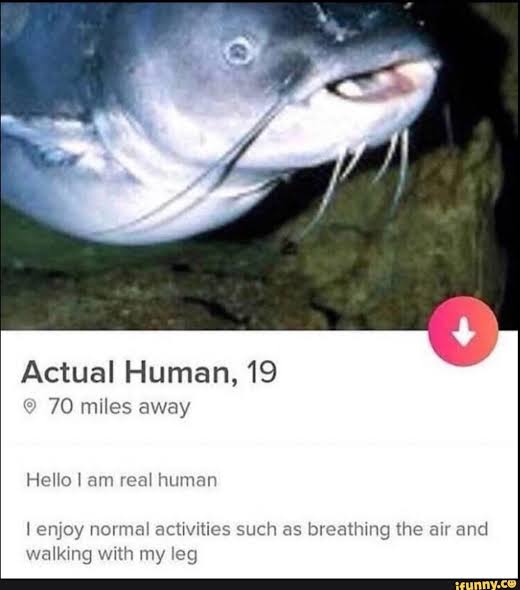 Actual Human, 19
70 miles away
Hello I am real human
I enjoy normal activities such as breathing the air and
walking with my leg
ifunny.co